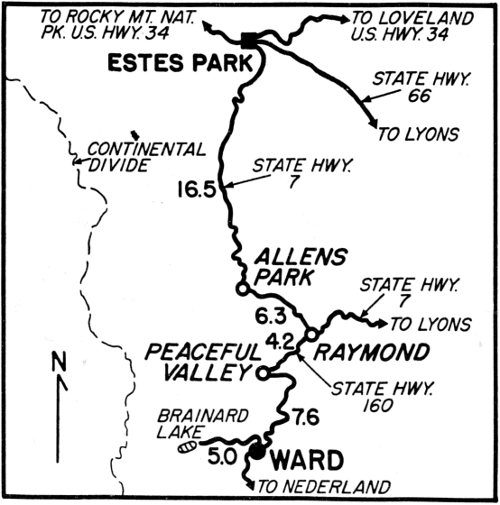 TO ROCKY MT. NAT.
PK. U.S. HWY. 34
TO LOVELAND
U.S. HWY. 34
ESTES PARK
STATE HWY.
66
TO LYONS
CONTINENTAL
DIVIDE
STATE HWY.
7
16.5
ALLENS
PARK
STATE HWY.
7
6.3
TO LYONS
4.2
RAYMOND
PEACEFUL
VALLEY
N
STATE HWY.
160
BRAINARD
LAKE
7.6
5.0
WARD
TO NEDERLAND